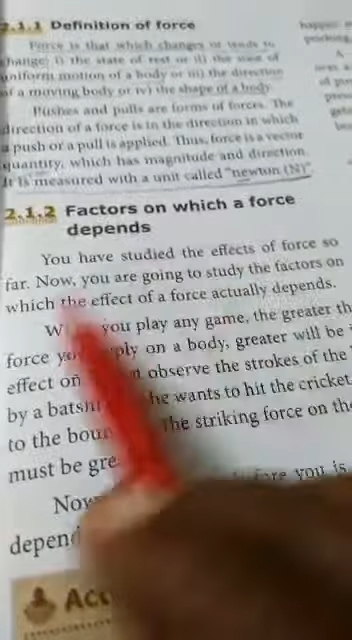 2.1.1 Definition of force
Force is that which changes or tends to
change: i) the state of rest or ii) the state of
uniform motion of a body or iii) the direction
of a moving body or iv) the shape of a body.
Pushes and pulls are forms of forces. The
direction of a force is in the direction in which
a push or a pull is applied. Thus, force is a vector
quantity, which has magnitude and direction.
It is measured with a unit called "newton (N)".
2.1.2 Factors on which a force
depends
You have studied the effects of force so
far. Now, you are going to study the factors on
which the effect of a force actually depends.
you play any game, the greater th
force on a body, greater will be
effect on observe the strokes of the
by a he wants to hit the cricket
to the The striking force on the
must be
you is
Now
depend